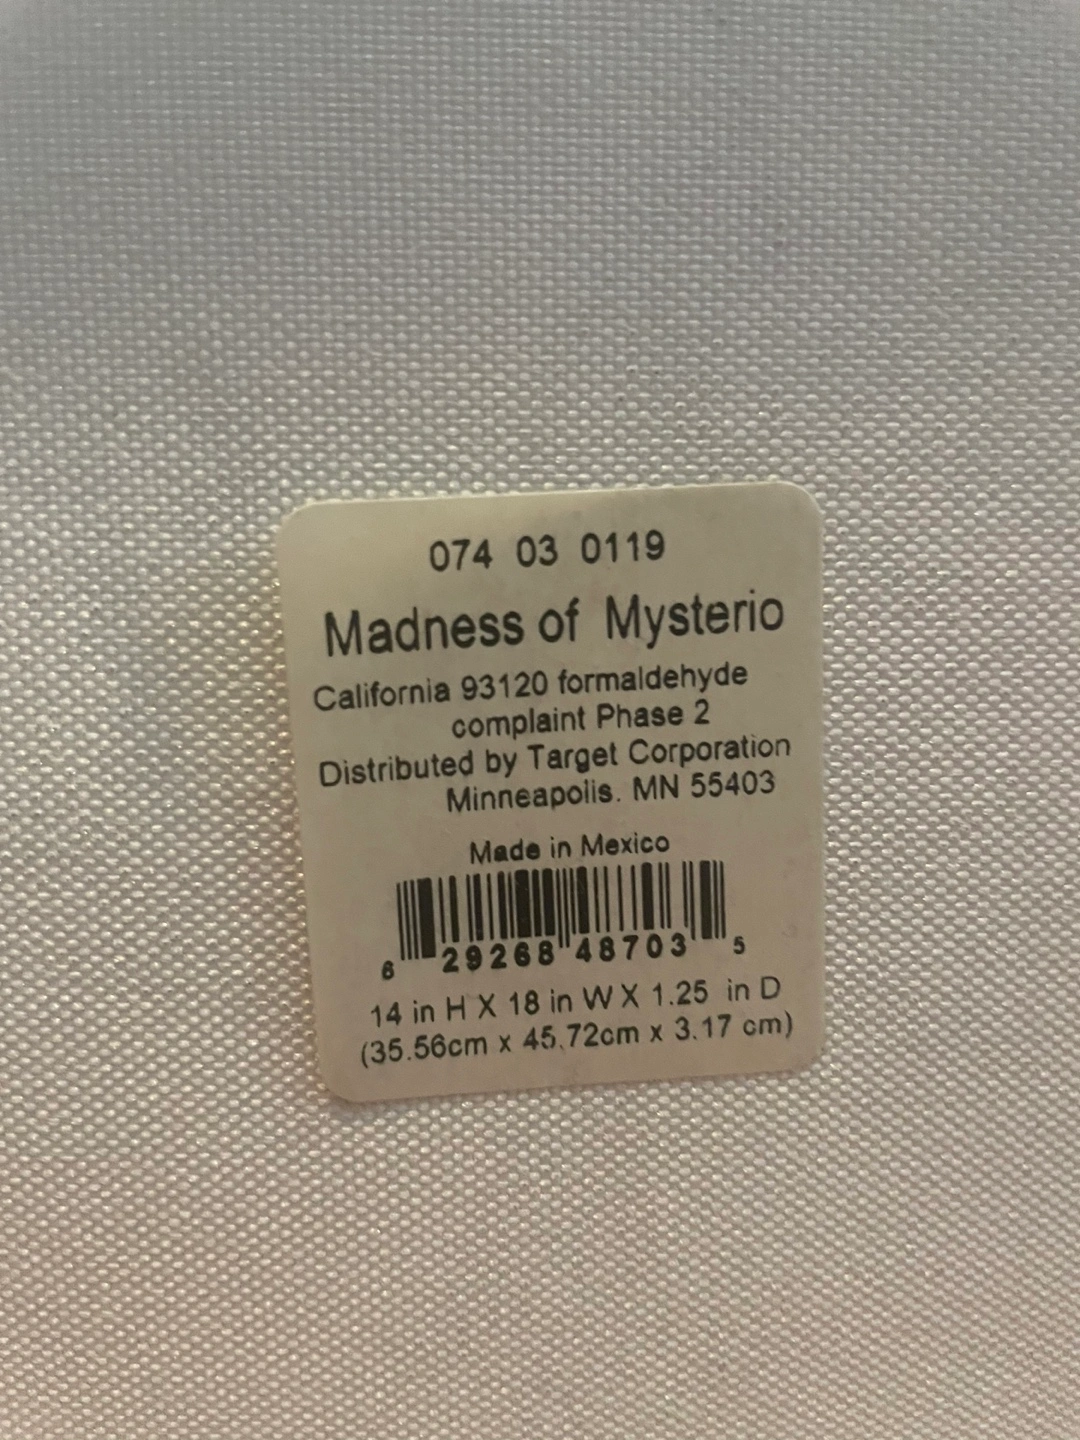 074 03 0119
Madness of Mysterio
California 93120 formaldehyde
complaint Phase 2
Distributed by Target Corporation
Minneapolis. MN 55403
Made in Mexico
6 29268 48703 5
14 in H X 18 in W X 1.25 in D
(35.56cm x 45.72cm x 3.17 cm)